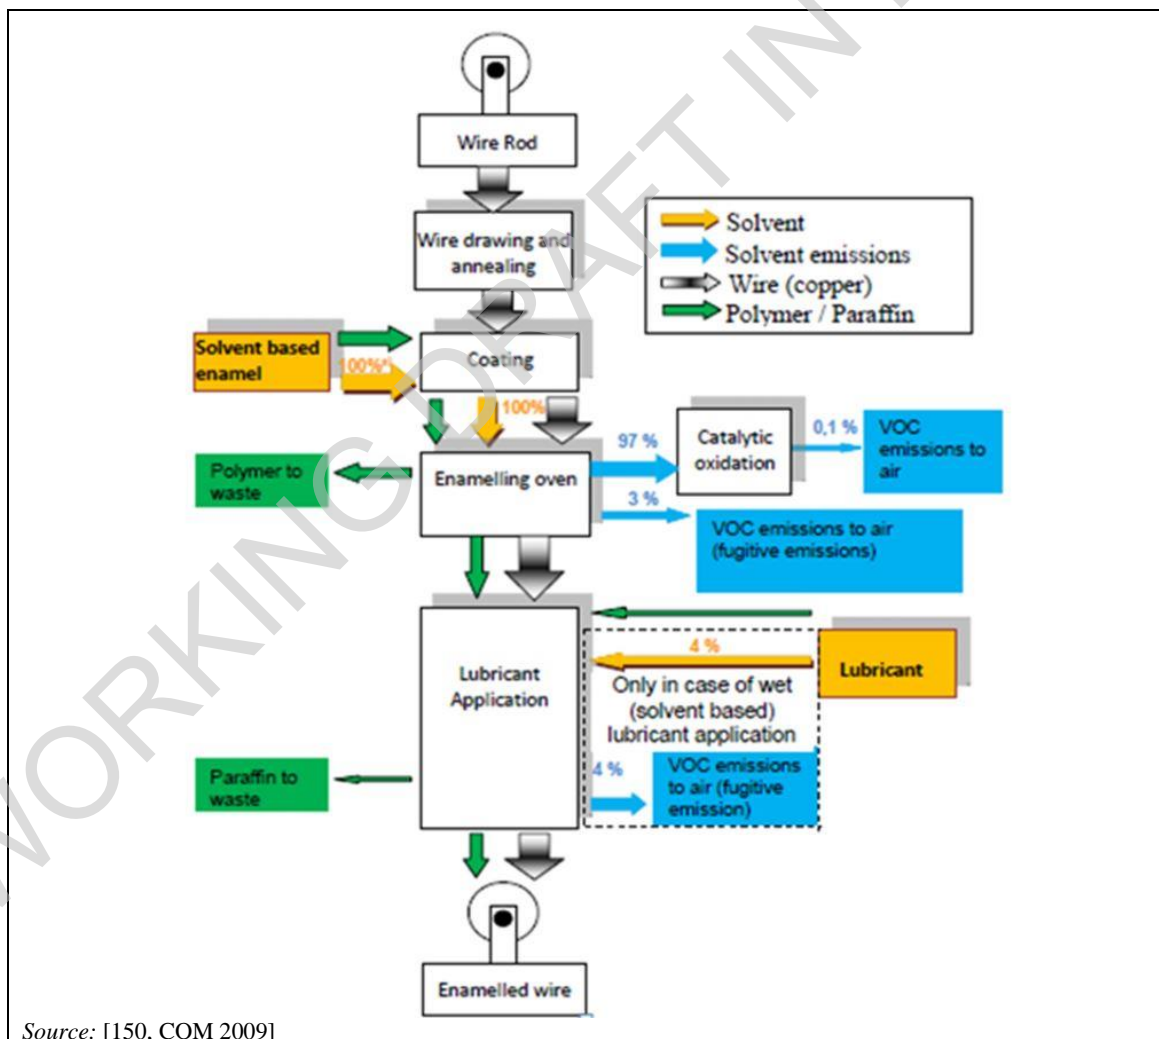 WORKING DRAFT IN
Wire Rod
Wire drawing and
annealing
Solvent
Solvent emissions
Wire (copper)
Polymer / Paraffin
Solvent based
enamel
100%*)
Coating
100%
Polymer to
waste
Enamelling oven
97 %
Catalytic
oxidation
0,1 %
VOC
emissions to
air
3 %
VOC emissions to air
(fugitive emissions)
Lubricant
Application
4 %
Lubricant
Only in case of wet
(solvent based)
lubricant application
4 %
VOC emissions
to air (fugitive
emission)
Paraffin to
waste
Enamelled wire
Source: [150, COM 2009]